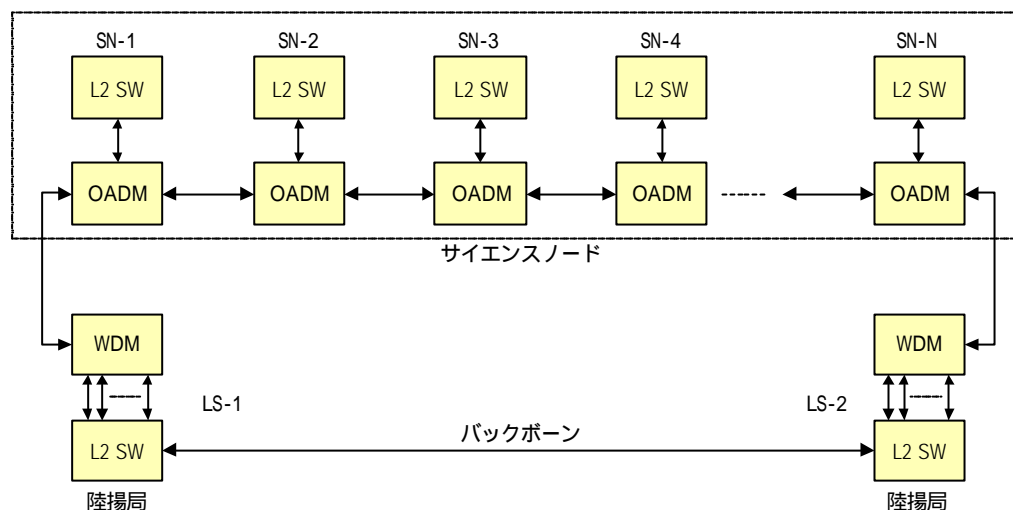 SN-1 SN-2 SN-3 SN-4 SN-N
L2 SW L2 SW L2 SW L2 SW L2 SW
OADM OADM OADM OADM OADM
サイエンスノード
WDM WDM
LS-1 LS-2
バックボーン
L2 SW L2 SW
陸揚局 陸揚局